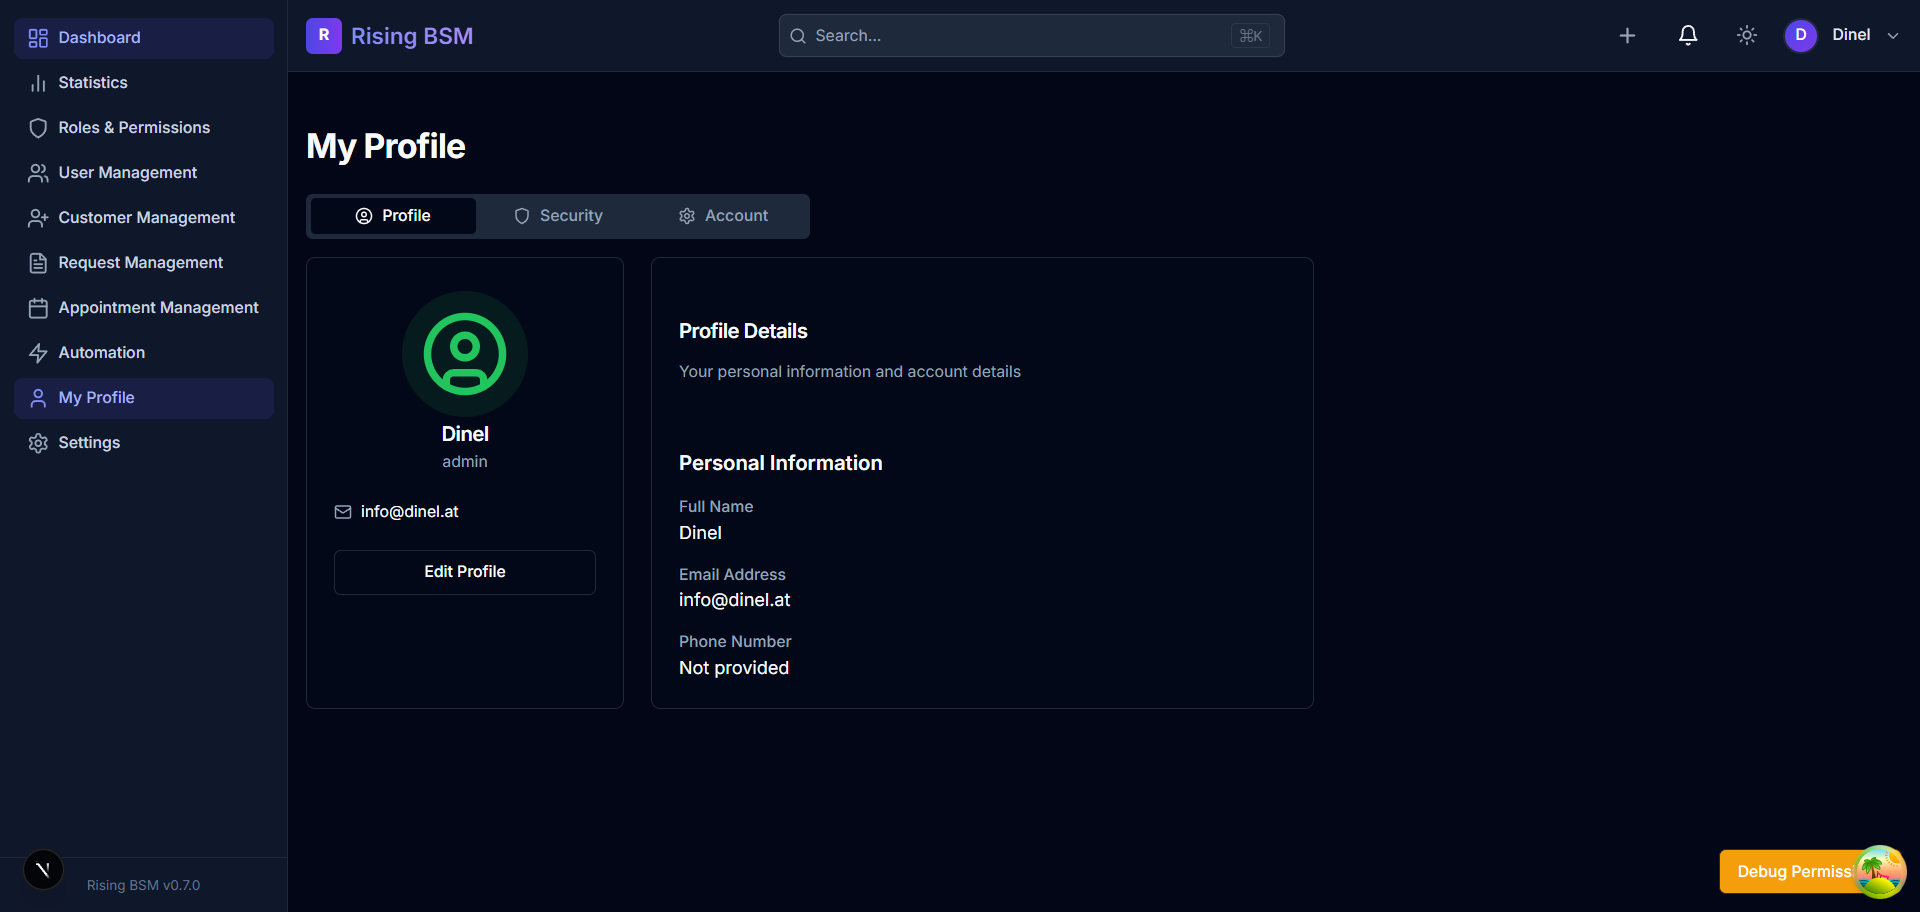 Dashboard
Statistics
Roles & Permissions
User Management
Customer Management
Request Management
Appointment Management
Automation
My Profile
Settings
Rising BSM v0.7.0
R Rising BSM
Search...
⌘K
D Dinel
My Profile
Profile
Security
Account
Dinel
admin
info@dinel.at
Edit Profile
Profile Details
Your personal information and account details
Personal Information
Full Name
Dinel
Email Address
info@dinel.at
Phone Number
Not provided
Debug Permissi